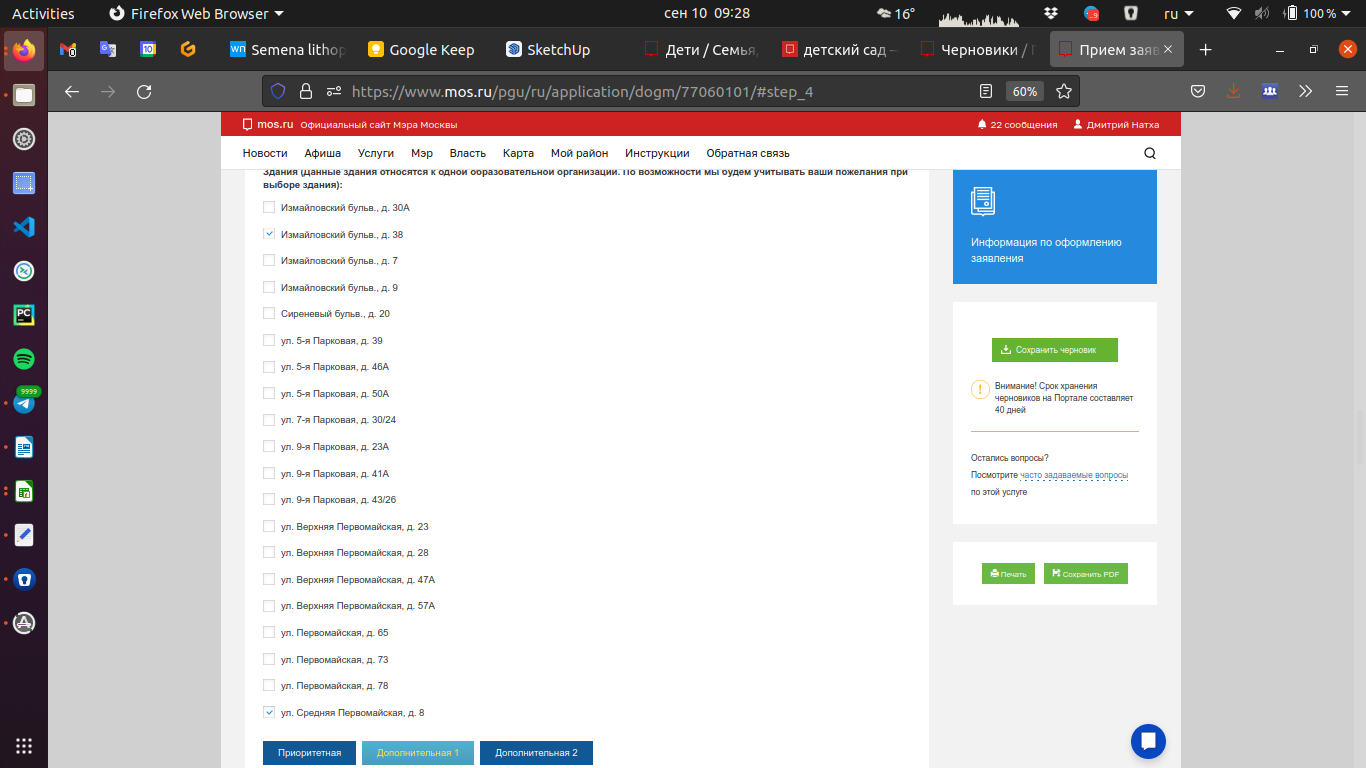 Activities
Firefox Web Browser
сен 10 09:28
16°
ru
100 %
Semena lithop
Google Keep
SketchUp
Дети / Семья,
детский сад –
Черновики / Г
Прием заяв
https://www.mos.ru/pgu/ru/application/dogm/77060101/#step_4
60%
mos.ru Официальный сайт Мэра Москвы
22 сообщения
Дмитрий Натха
Новости
Афиша
Услуги
Мэр
Власть
Карта
Мой район
Инструкции
Обратная связь
Здания (Данные здания относятся к одной образовательной организации. По возможности мы будем учитывать ваши пожелания при
выборе здания):
Измайловский бульв., д. 30А
Измайловский бульв., д. 38
Измайловский бульв., д. 7
Измайловский бульв., д. 9
Сиреневый бульв., д. 20
ул. 5-я Парковая, д. 39
ул. 5-я Парковая, д. 46А
ул. 5-я Парковая, д. 50А
ул. 7-я Парковая, д. 30/24
ул. 9-я Парковая, д. 23А
ул. 9-я Парковая, д. 41А
ул. 9-я Парковая, д. 43/26
ул. Верхняя Первомайская, д. 23
ул. Верхняя Первомайская, д. 28
ул. Верхняя Первомайская, д. 47А
ул. Верхняя Первомайская, д. 57А
ул. Первомайская, д. 65
ул. Первомайская, д. 73
ул. Первомайская, д. 78
ул. Средняя Первомайская, д. 8
Приоритетная
Дополнительная 1
Дополнительная 2
Информация по оформлению
заявления
Сохранить черновик
Внимание! Срок хранения
черновиков на Портале составляет
40 дней
Остались вопросы?
Посмотрите часто задаваемые вопросы
по этой услуге
Печать
Сохранить PDF
9999
PC